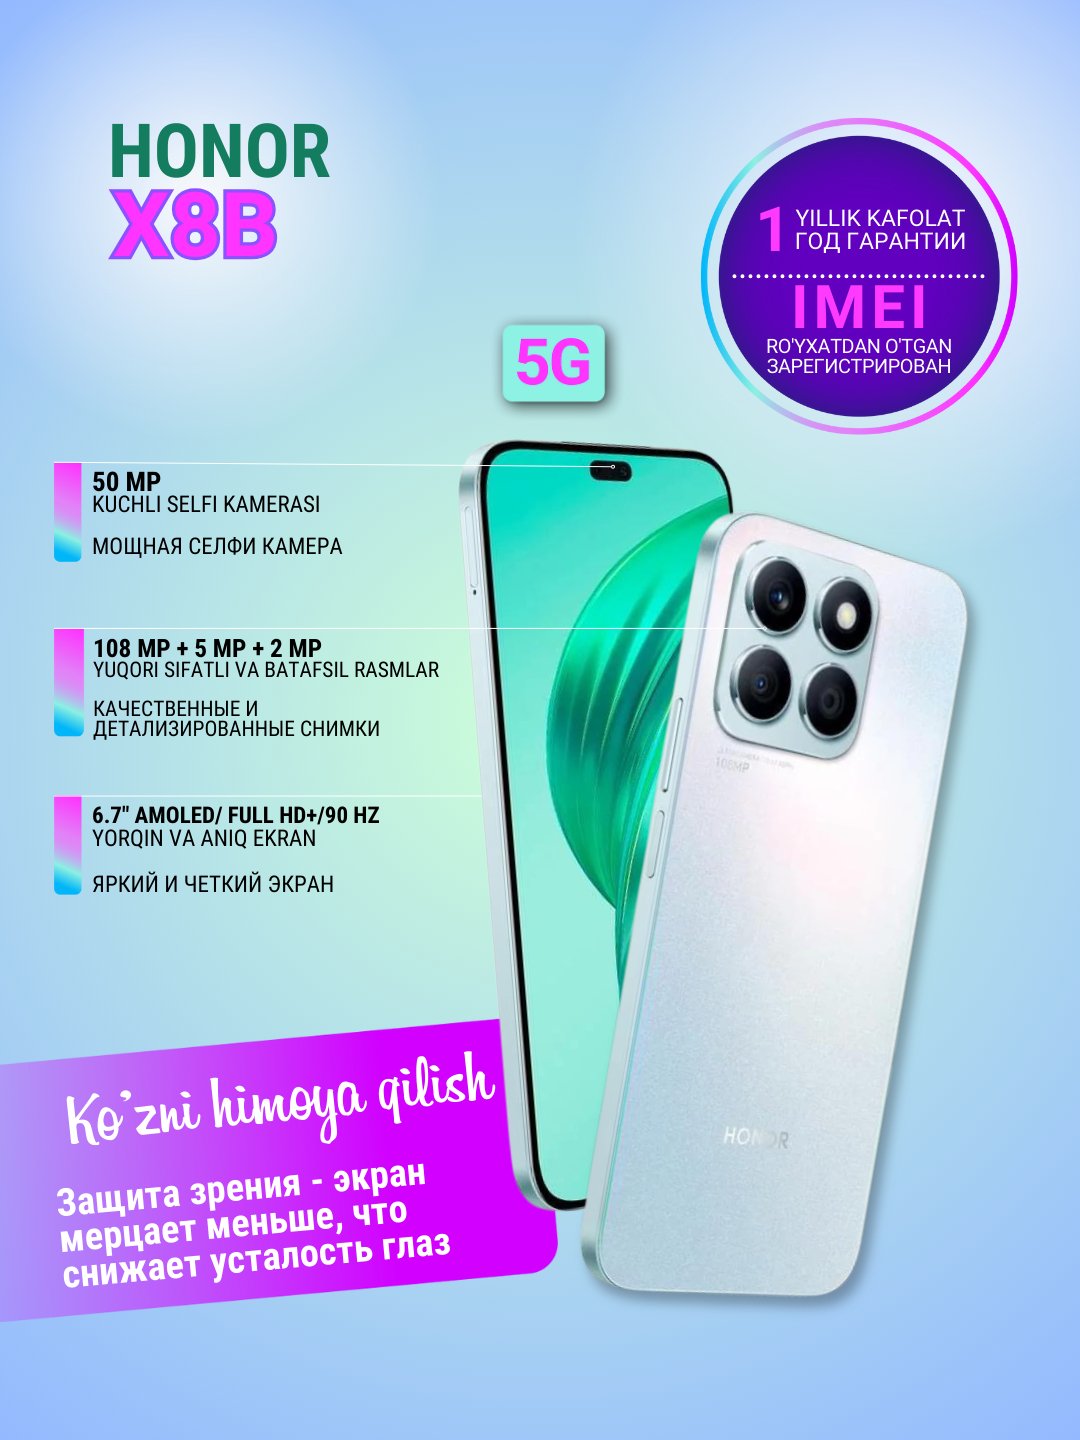 HONOR
X8B
1 YILLIK KAFOLAT
ГОД ГАРАНТИИ
IMEI
RO'YXATDAN O'TGAN
ЗАРЕГИСТРИРОВАН
5G
50 MP
KUCHLI SELFI KAMERASI
МОЩНАЯ СЕЛФИ КАМЕРА
108 MP + 5 MP + 2 MP
YUQORI SIFATLI VA BATAFSIL RASMLAR
КАЧЕСТВЕННЫЕ И
ДЕТАЛИЗИРОВАННЫЕ СНИМКИ
6.7" AMOLED/ FULL HD+/90 HZ
YORQIN VA ANIQ EKRAN
ЯРКИЙ И ЧЕТКИЙ ЭКРАН
108MP
HONOR
Ko'zni himoya qilish
Защита зрения - экран
мерцает меньше, что
снижает усталость глаз